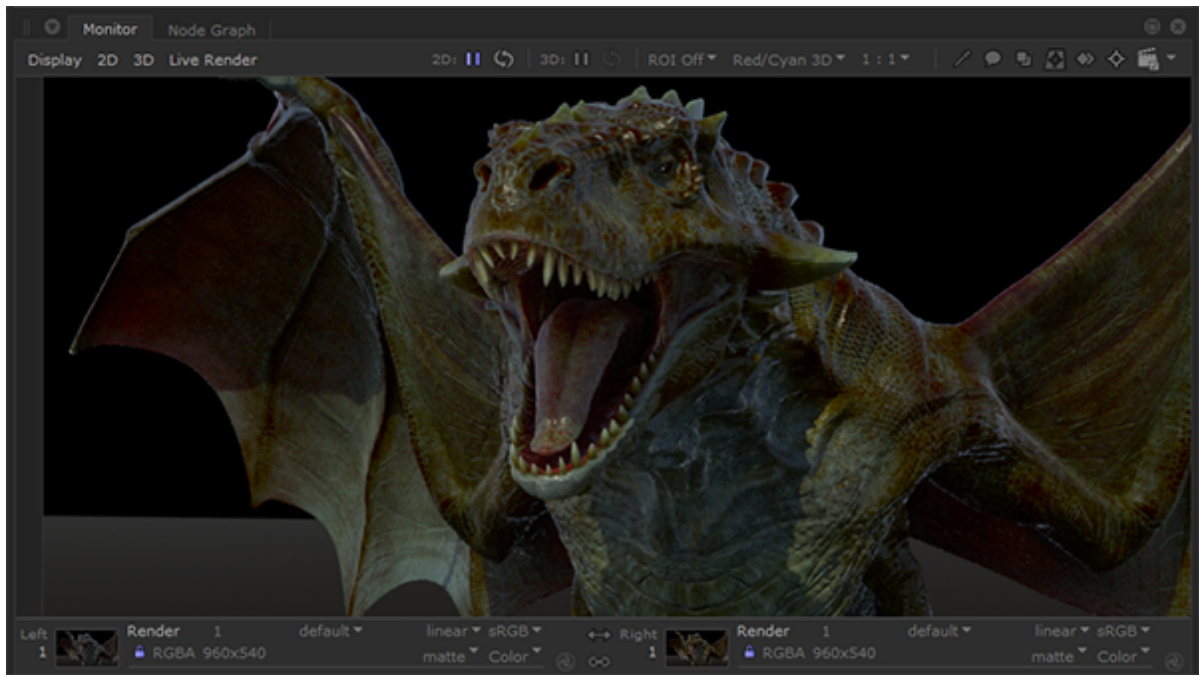 Monitor Node Graph
Display 2D 3D Live Render 2D: 3D: ROI Off Red/Cyan 3D 1 : 1
Left Render 1 default linear sRGB Right Render 1 default linear sRGB
1 RGBA 960x540 matte Color 1 RGBA 960x540 matte Color